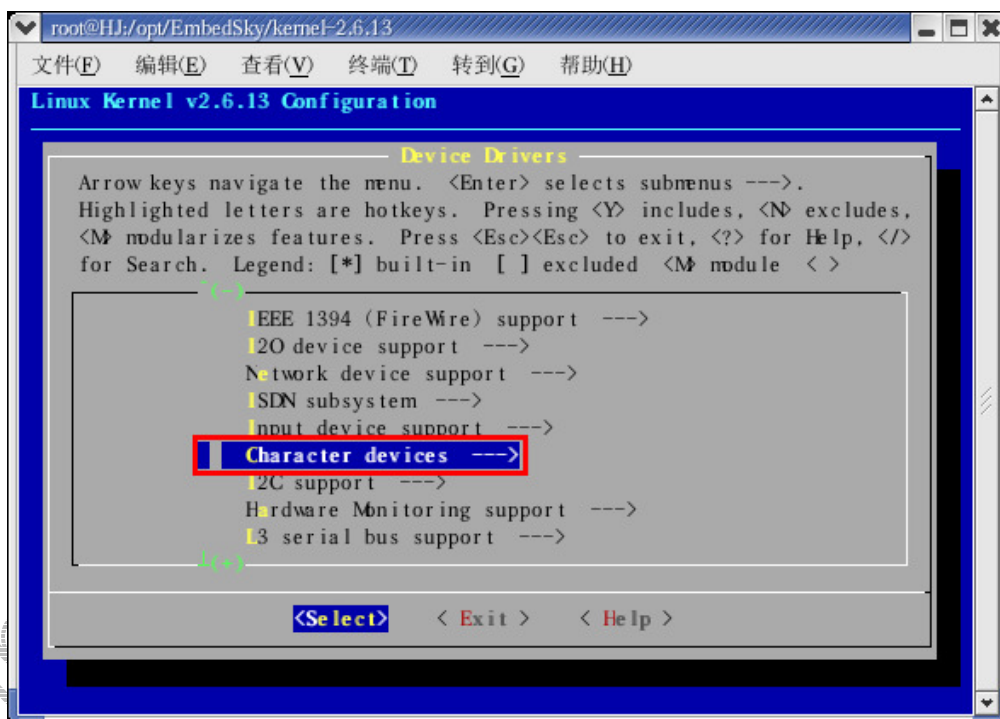 root@HJ:/opt/EmbedSky/kernel-2.6.13
文件(F) 编辑(E) 查看(V) 终端(T) 转到(G) 帮助(H)
Linux Kernel v2.6.13 Configuration
Device Drivers
Arrow keys navigate the menu. <Enter> selects submenus --->.
Highlighted letters are hotkeys. Pressing <Y> includes, <N> excludes,
<M> modularizes features. Press <Esc><Esc> to exit, <?> for Help, </>
for Search. Legend: [*] built-in [ ] excluded <M> module < >
^(-)
IEEE 1394 (FireWire) support --->
I2O device support --->
Network device support --->
ISDN subsystem --->
Input device support --->
Character devices --->
I2C support --->
Hardware Monitoring support --->
L3 serial bus support --->
┴(+)
<Select> < Exit > < Help >